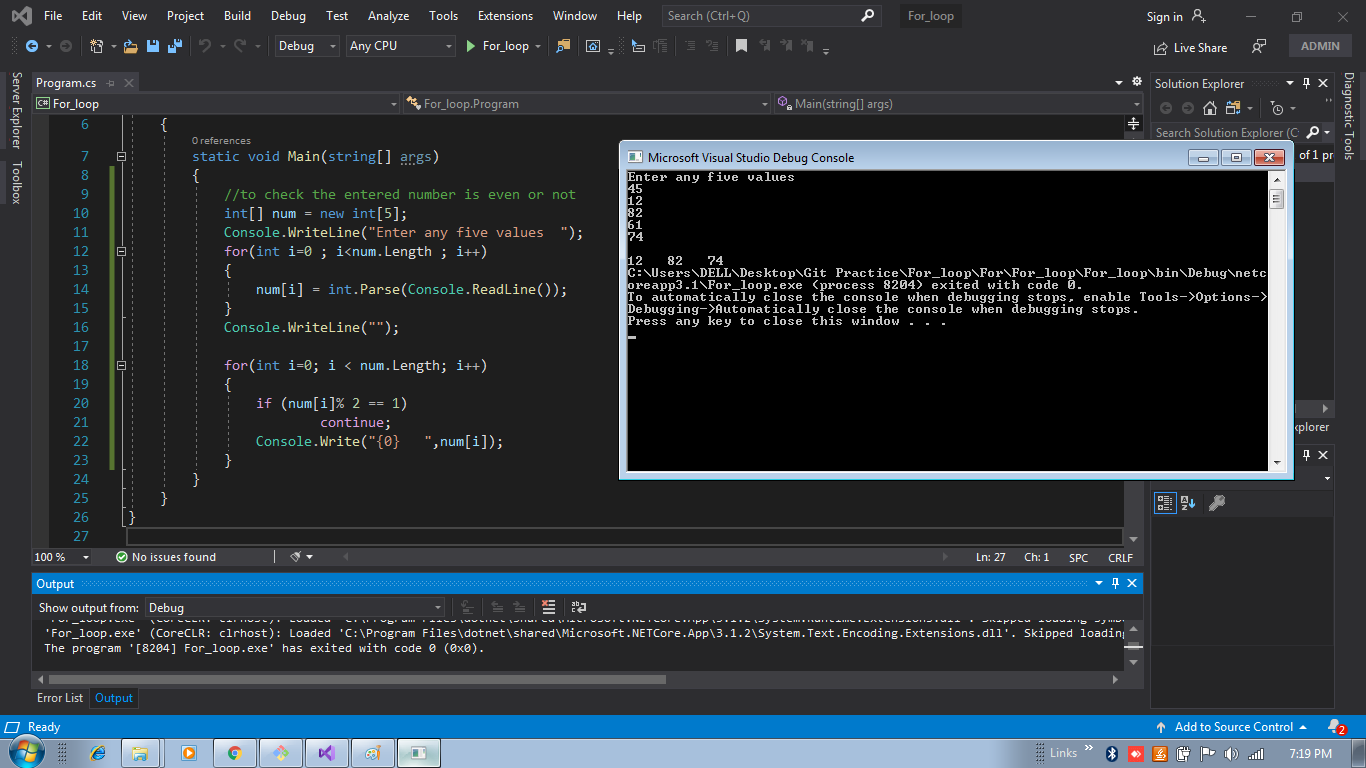 File Edit View Project Build Debug Test Analyze Tools Extensions Window Help Search (Ctrl+Q) For_loop Sign in
Debug Any CPU For_loop Live Share ADMIN
Server Explorer
Toolbox
Program.cs
For_loop For_loop.Program Main(string[] args)
6 {
0 references
7 static void Main(string[] args)
8 {
9 //to check the entered number is even or not
10 int[] num = new int[5];
11 Console.WriteLine("Enter any five values  ");
12 for(int i=0 ; i<num.Length ; i++)
13 {
14 num[i] = int.Parse(Console.ReadLine());
15 }
16 Console.WriteLine("");
17
18 for(int i=0; i < num.Length; i++)
19 {
20 if (num[i]% 2 == 1)
21 continue;
22 Console.Write("{0}   ",num[i]);
23 }
24 }
25 }
26 }
27
Microsoft Visual Studio Debug Console
Enter any five values
45
12
82
61
74
12   82   74
C:\Users\DELL\Desktop\Git Practice\For_loop\For\For_loop\For_loop\bin\Debug\netc
oreapp3.1\For_loop.exe (process 8204) exited with code 0.
To automatically close the console when debugging stops, enable Tools->Options->
Debugging->Automatically close the console when debugging stops.
Press any key to close this window . . .
Solution Explorer
Search Solution Explorer (C
of 1 pr
xplorer
Diagnostic Tools
100 % No issues found Ln: 27 Ch: 1 SPC CRLF
Output
Show output from: Debug
'For_loop.exe' (CoreCLR: clrhost): Loaded 'C:\Program Files\dotnet\shared\Microsoft.NETCore.App\3.1.2\System.Runtime.Extensions.dll'. Skipped loading symb
'For_loop.exe' (CoreCLR: clrhost): Loaded 'C:\Program Files\dotnet\shared\Microsoft.NETCore.App\3.1.2\System.Text.Encoding.Extensions.dll'. Skipped loading
The program '[8204] For_loop.exe' has exited with code 0 (0x0).
Error List Output
Ready Add to Source Control 2
Links 7:19 PM